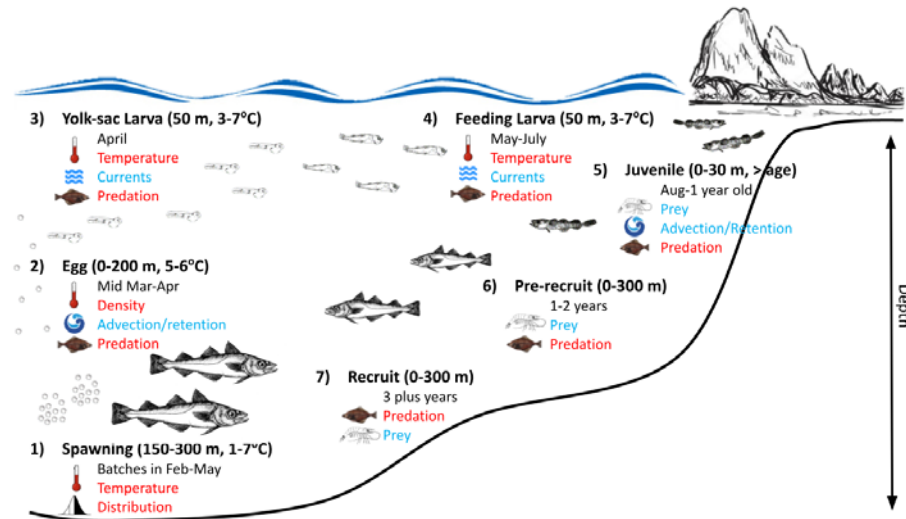 3) Yolk-sac Larva (50 m, 3-7°C)
April
Temperature
Currents
Predation
4) Feeding Larva (50 m, 3-7°C)
May-July
Temperature
Currents
Predation
5) Juvenile (0-30 m, > age)
Aug-1 year old
Prey
Advection/Retention
Predation
2) Egg (0-200 m, 5-6°C)
Mid Mar-Apr
Density
Advection/retention
Predation
6) Pre-recruit (0-300 m)
1-2 years
Prey
Predation
7) Recruit (0-300 m)
3 plus years
Predation
Prey
1) Spawning (150-300 m, 1-7°C)
Batches in Feb-May
Temperature
Distribution
Depth